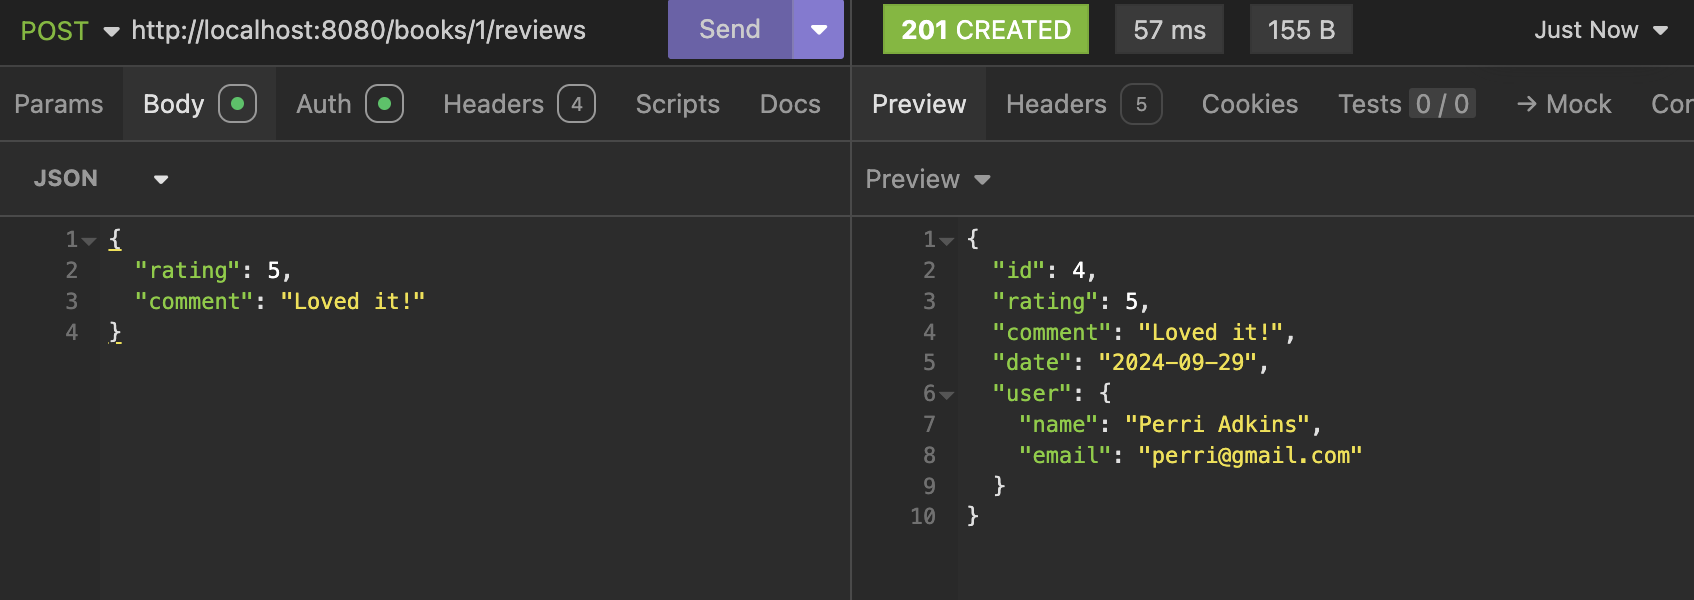 POST http://localhost:8080/books/1/reviews Send
Params Body Auth Headers 4 Scripts Docs
JSON
1 {
2 "rating": 5,
3 "comment": "Loved it!"
4 }
201 CREATED 57 ms 155 B Just Now
Preview Headers 5 Cookies Tests 0 / 0 → Mock Cor
Preview
1 {
2 "id": 4,
3 "rating": 5,
4 "comment": "Loved it!",
5 "date": "2024-09-29",
6 "user": {
7 "name": "Perri Adkins",
8 "email": "perri@gmail.com"
9 }
10 }